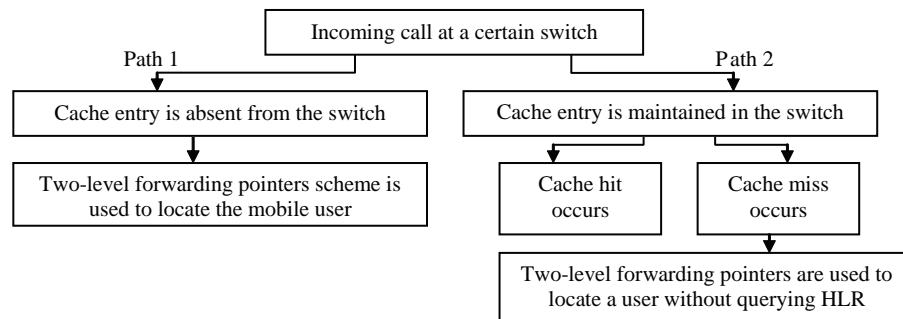 Incoming call at a certain switch
Path 1
Path 2
Cache entry is absent from the switch
Cache entry is maintained in the switch
Two-level forwarding pointers scheme is
used to locate the mobile user
Cache hit
occurs
Cache miss
occurs
Two-level forwarding pointers are used to
locate a user without querying HLR